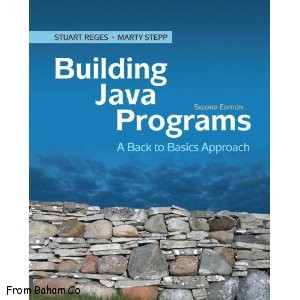 STUART REGES · MARTY STEPP
Building
Java
Programs
SECOND EDITION
A Back to Basics Approach
From Baham.Co